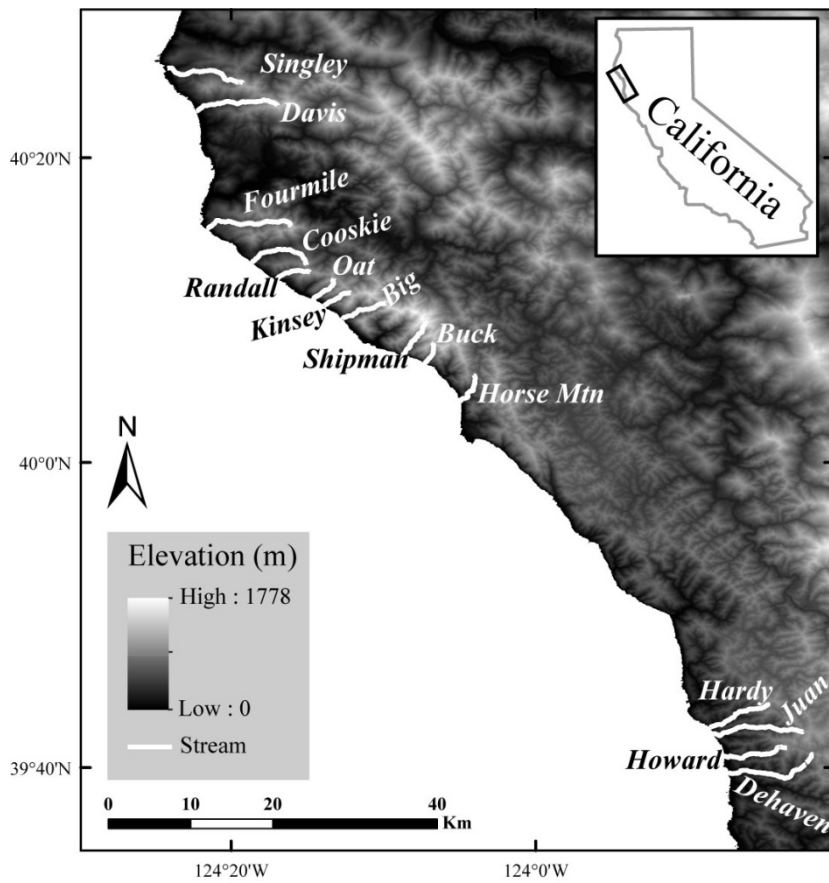 Singley
Davis
California
40°20'N
Fourmile
Cooskie
Oat
Randall
Big
Kinsey
Buck
Shipman
Horse Mtn
N
40°0'N
Elevation (m)
High : 1778
Low : 0
Stream
Hardy
Juan
Howard
39°40'N
Dehaven
0 10 20 40
Km
124°20'W 124°0'W